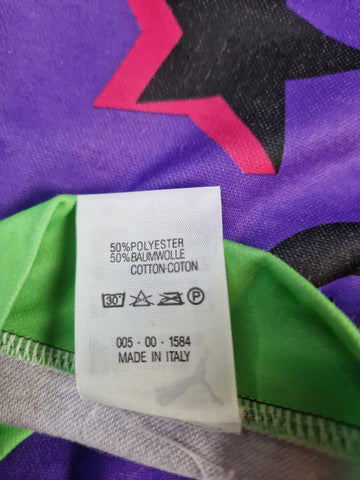 50%POLYESTER
50%BAUMWOLLE
COTTON-COTON
30° P
005 - 00 - 1584
MADE IN ITALY